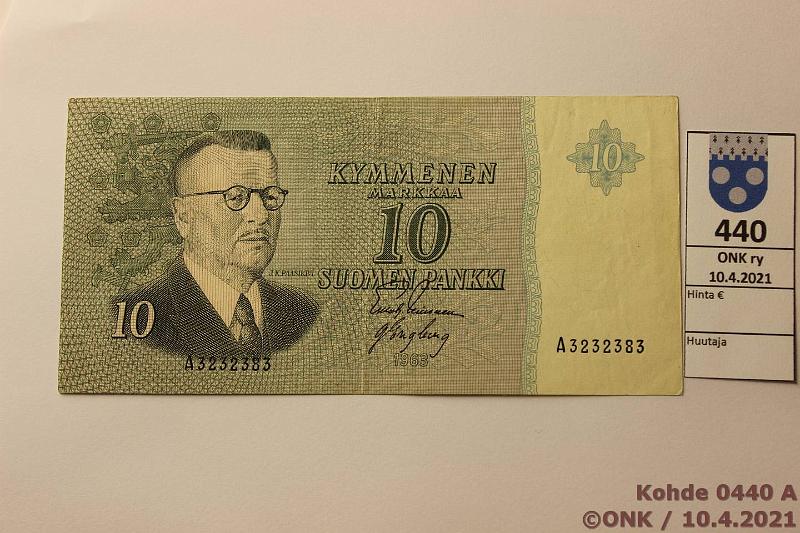 KYMMENEN
MARKKAA
10
10
J.K.PAASIKIVI
SUOMEN PANKKI
10
1963
A3232383
A3232383
440
ONK ry
10.4.2021
Hinta €
Huutaja
Kohde 0440 A
©ONK / 10.4.2021